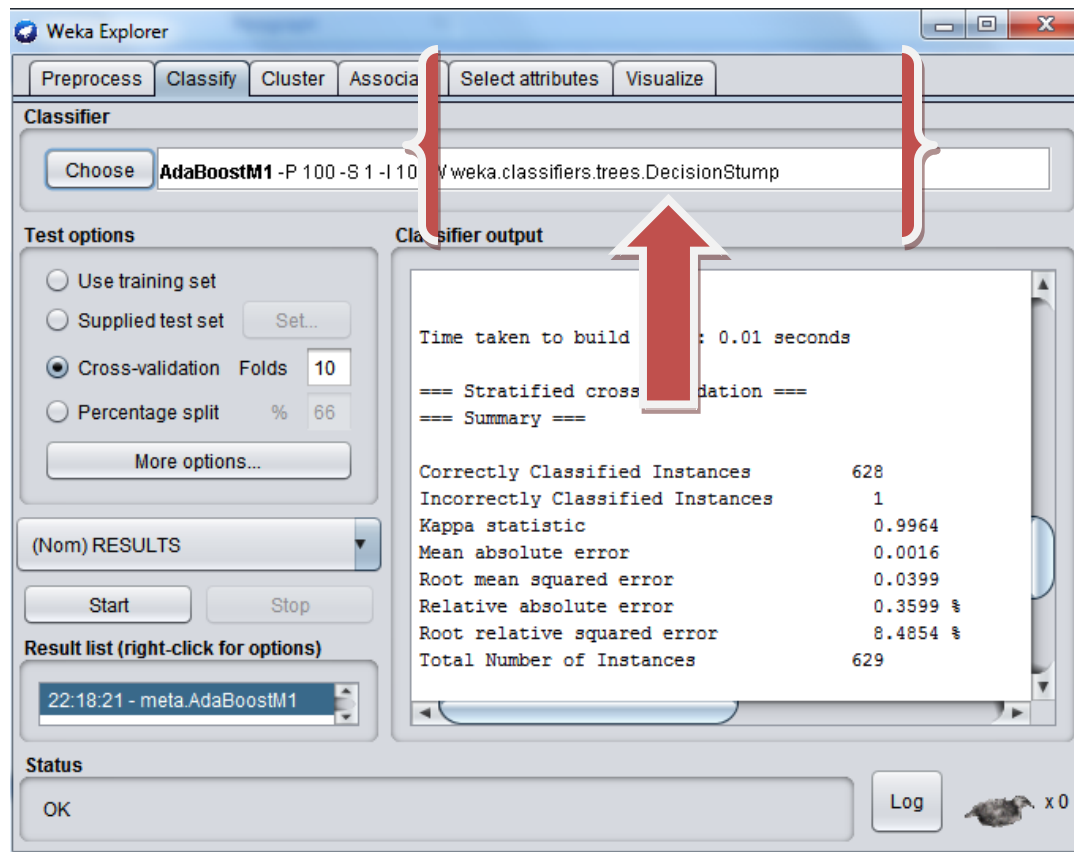 Weka Explorer
Preprocess Classify Cluster Select attributes Visualize
Classifier
Choose AdaBoostM1 -P 100 -S 1 -I 10 weka.classifiers.trees.DecisionStump
Test options
Use training set
Supplied test set Set...
Cross-validation Folds 10
Percentage split % 66
More options...
(Nom) RESULTS
Start Stop
Result list (right-click for options)
22:18:21 - meta.AdaBoostM1
Classifier output
Time taken to build : 0.01 seconds
=== Stratified ===
=== Summary ===
Correctly Classified Instances 628
Incorrectly Classified Instances 1
Kappa statistic 0.9964
Mean absolute error 0.0016
Root mean squared error 0.0399
Relative absolute error 0.3599 %
Root relative squared error 8.4854 %
Total Number of Instances 629
Status
OK
Log x 0